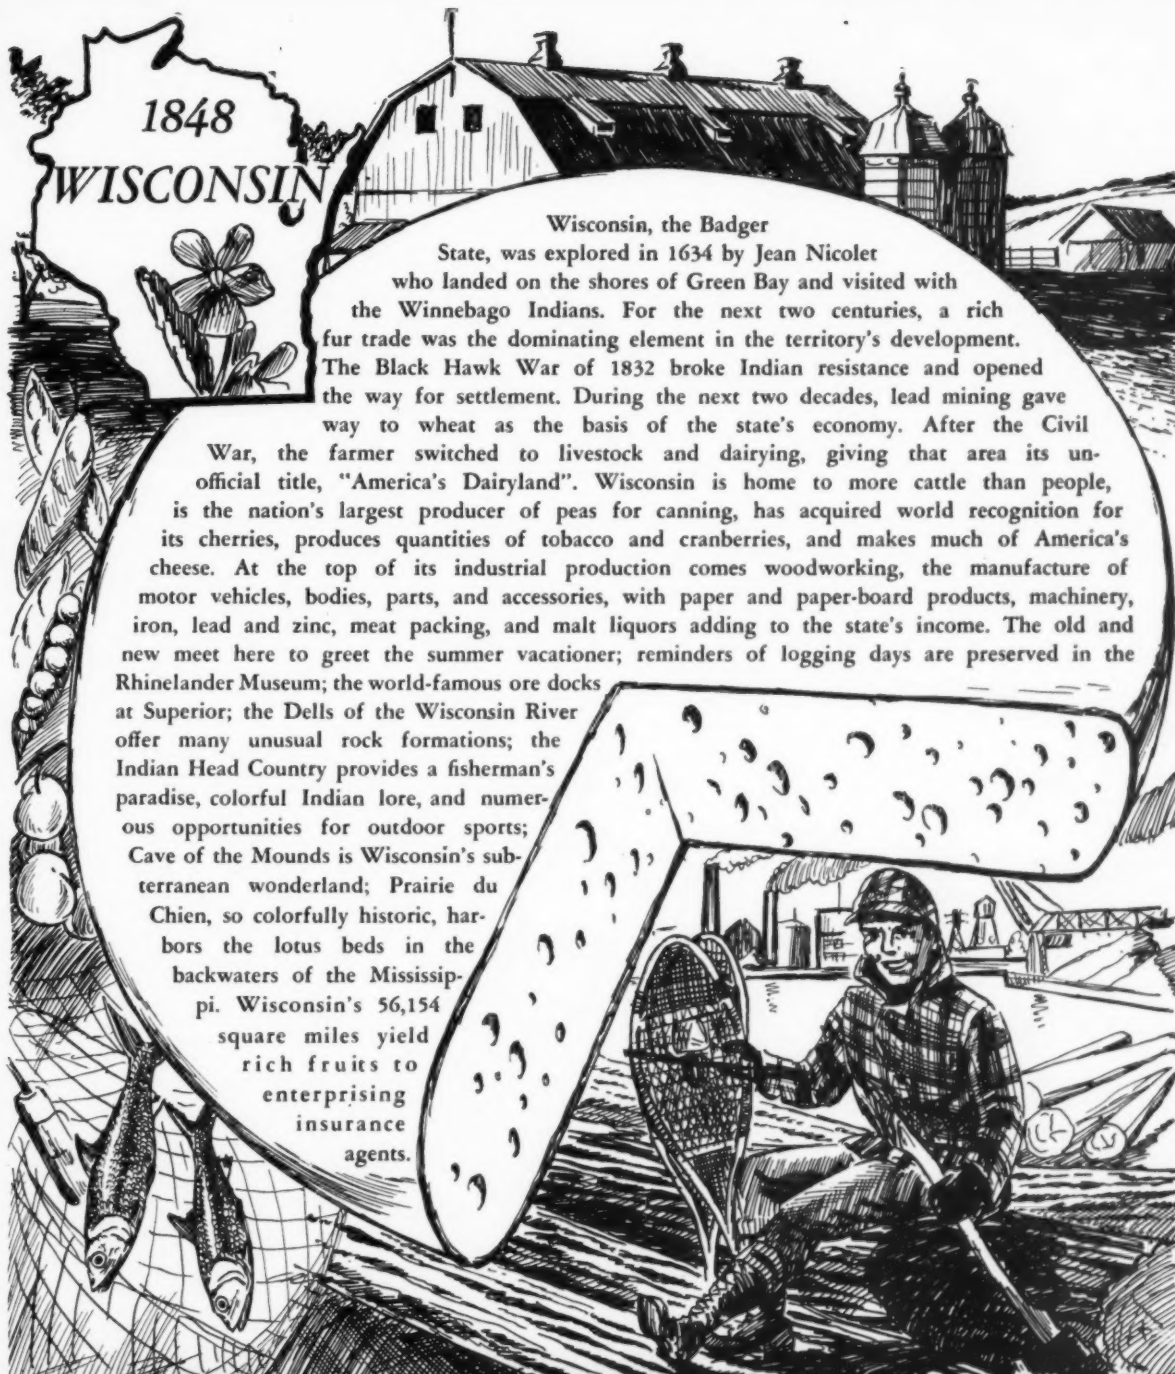 1848
WISCONSIN
Wisconsin, the Badger
State, was explored in 1634 by Jean Nicolet
who landed on the shores of Green Bay and visited with
the Winnebago Indians. For the next two centuries, a rich
fur trade was the dominating element in the territory's development.
The Black Hawk War of 1832 broke Indian resistance and opened
the way for settlement. During the next two decades, lead mining gave
way to wheat as the basis of the state's economy. After the Civil
War, the farmer switched to livestock and dairying, giving that area its un-
official title, "America's Dairyland". Wisconsin is home to more cattle than people,
is the nation's largest producer of peas for canning, has acquired world recognition for
its cherries, produces quantities of tobacco and cranberries, and makes much of America's
cheese. At the top of its industrial production comes woodworking, the manufacture of
motor vehicles, bodies, parts, and accessories, with paper and paper-board products, machinery,
iron, lead and zinc, meat packing, and malt liquors adding to the state's income. The old and
new meet here to greet the summer vacationer; reminders of logging days are preserved in the
Rhinelander Museum; the world-famous ore docks
at Superior; the Dells of the Wisconsin River
offer many unusual rock formations; the
Indian Head Country provides a fisherman's
paradise, colorful Indian lore, and numer-
ous opportunities for outdoor sports;
Cave of the Mounds is Wisconsin's sub-
terranean wonderland; Prairie du
Chien, so colorfully historic, har-
bors the lotus beds in the
backwaters of the Mississip-
pi. Wisconsin's 56,154
square miles yield
rich fruits to
enterprising
insurance
agents.